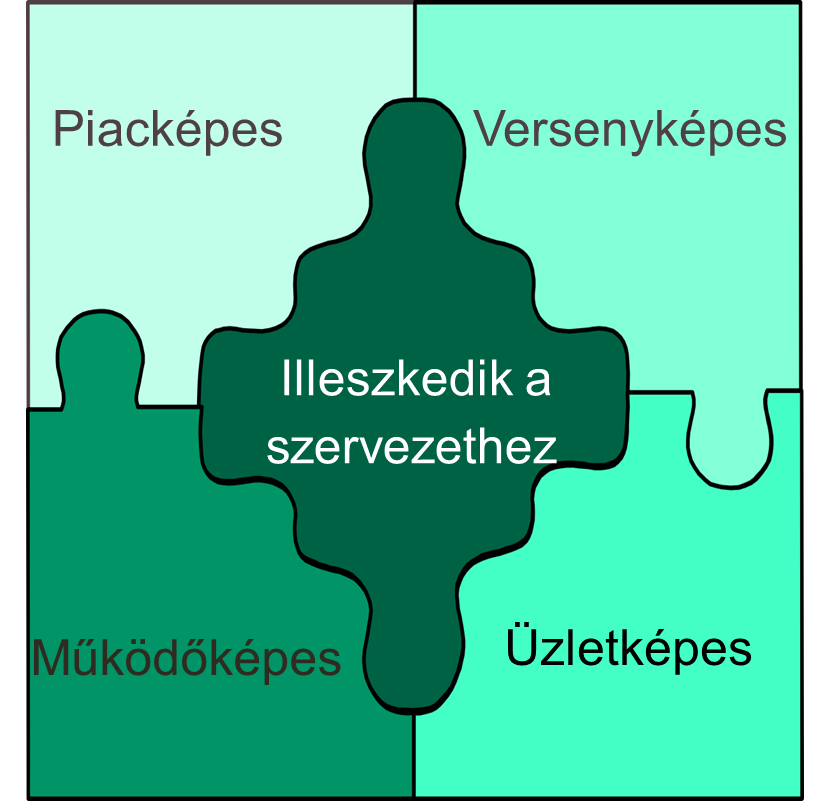 Piacképes
Versenyképes
Illeszkedik a
szervezethez
Működőképes
Üzletképes